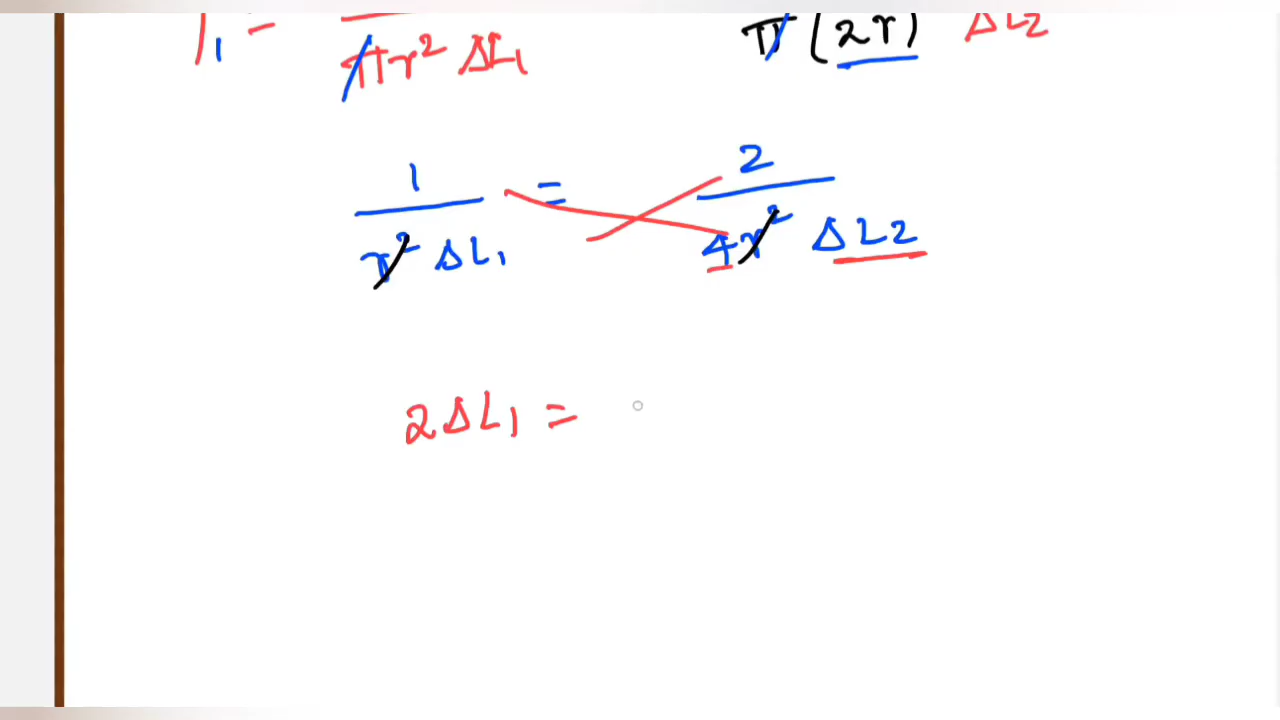 πr² ΔL₁ π (2r) ΔL2
1 / r² ΔL₁ = 2 / 4r² ΔL2
2ΔL₁ =